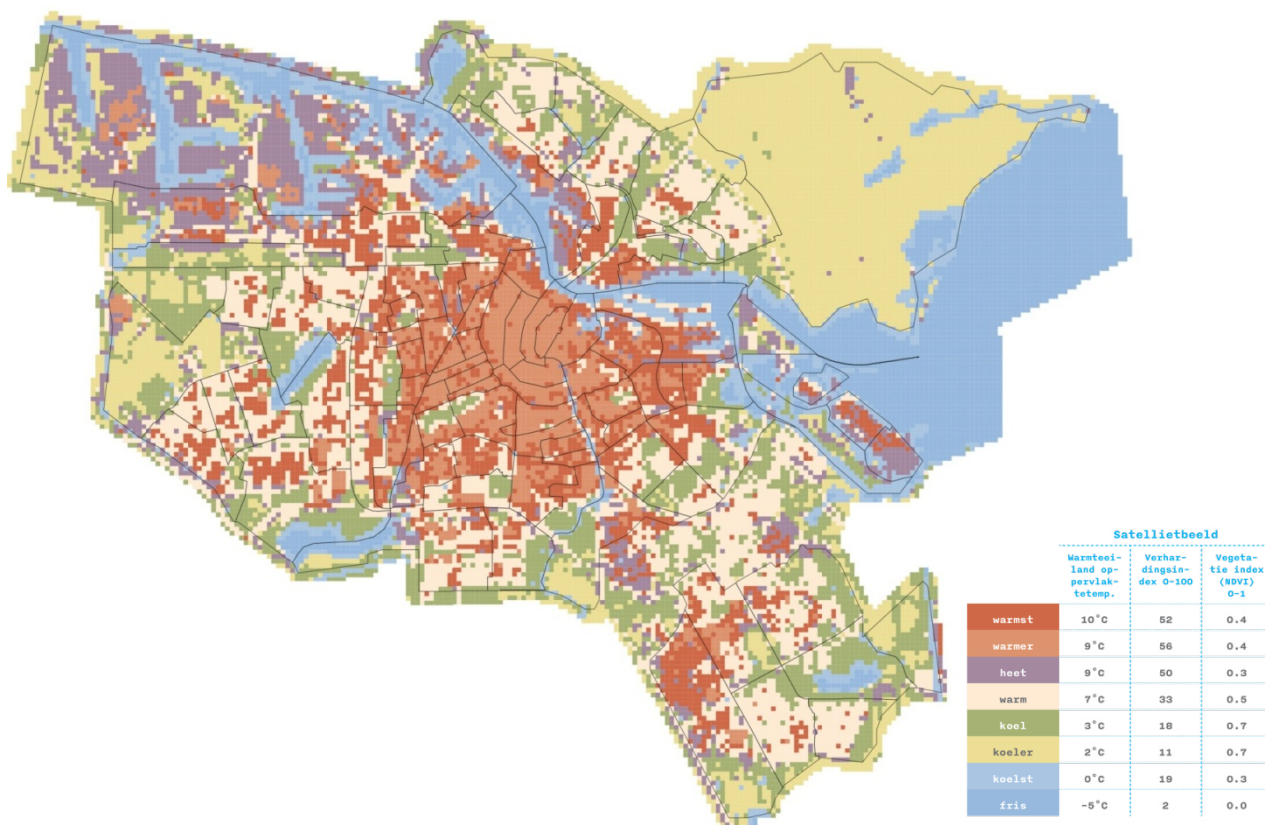 Satellietbeeld
Warmteei-
land op-
pervlak-
tetemp.
Verhar-
dingsin-
dex 0-100
Vegeta-
tie index
(NDVI)
0-1
warmst 10°C 52 0.4
warmer 9°C 56 0.4
heet 9°C 50 0.3
warm 7°C 33 0.5
koel 3°C 18 0.7
koeler 2°C 11 0.7
koelst 0°C 19 0.3
fris -5°C 2 0.0